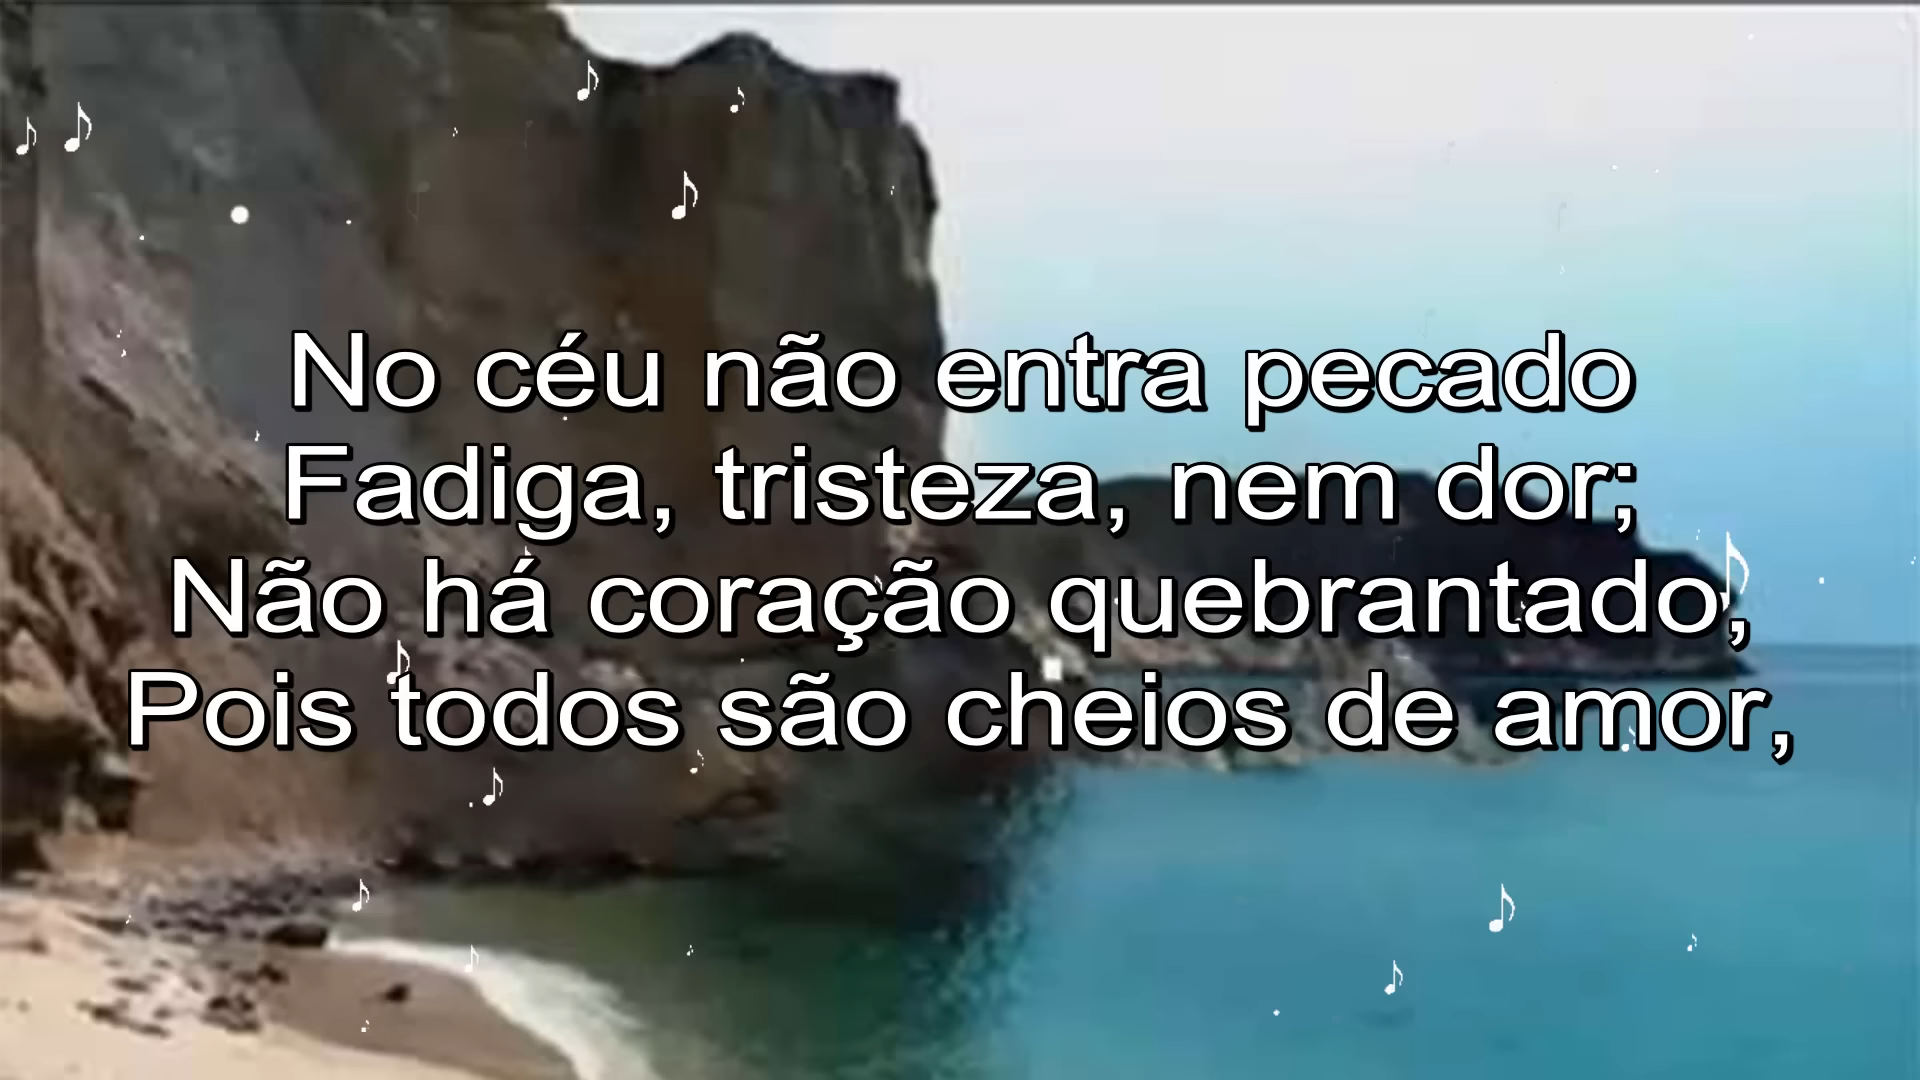 No céu não entra pecado
Fadiga, tristeza, nem dor;
Não há coração quebrantado,
Pois todos são cheios de amor,